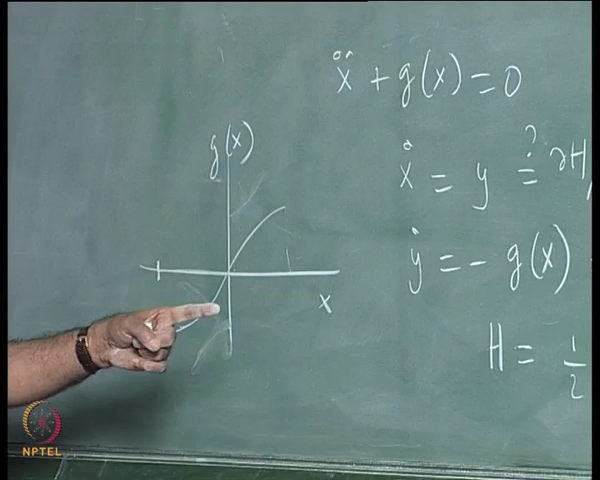 ẍ + g(x) = 0
g(x)
ẋ = y ≟ ∂H
ẏ = - g(x)
x
H = 1/2
NPTEL